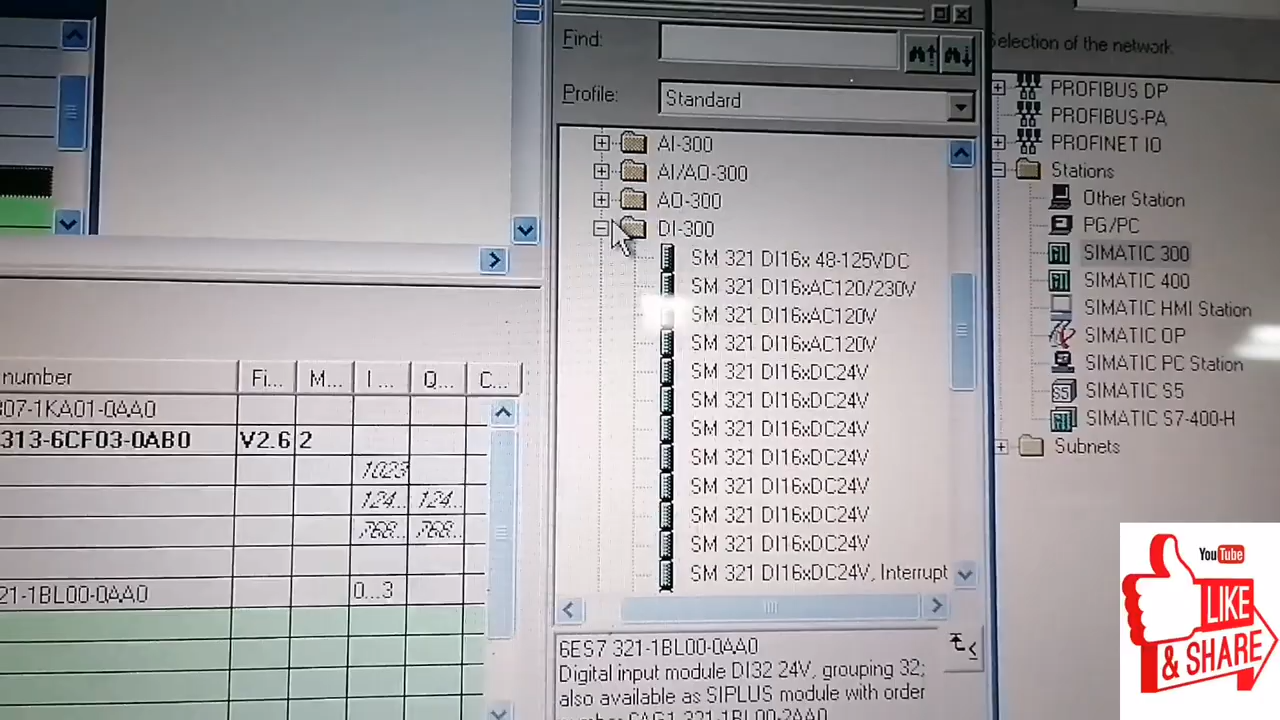 Find:
Profile:
Standard
AI-300
AI/AO-300
AO-300
DI-300
SM 321 DI16x 48-125VDC
SM 321 DI16xAC120/230V
SM 321 DI16xAC120V
SM 321 DI16xAC120V
SM 321 DI16xDC24V
SM 321 DI16xDC24V
SM 321 DI16xDC24V
SM 321 DI16xDC24V
SM 321 DI16xDC24V
SM 321 DI16xDC24V
SM 321 DI16xDC24V
SM 321 DI16xDC24V, Interrupt
6ES7 321-1BL00-0AA0
Digital input module DI32 24V, grouping 32;
also available as SIPLUS module with order
number 6AG1 321-1BL00-2AA0
Selection of the network
PROFIBUS DP
PROFIBUS-PA
PROFINET IO
Stations
Other Station
PG/PC
SIMATIC 300
SIMATIC 400
SIMATIC HMI Station
SIMATIC OP
SIMATIC PC Station
SIMATIC S5
SIMATIC S7-400-H
Subnets
number Fi... M... I ... Q... C...
307-1KA01-0AA0
313-6CF03-0AB0 V2.6 2
1023
124... 124...
768... 768...
21-1BL00-0AA0 0...3
YouTube
LIKE
& SHARE